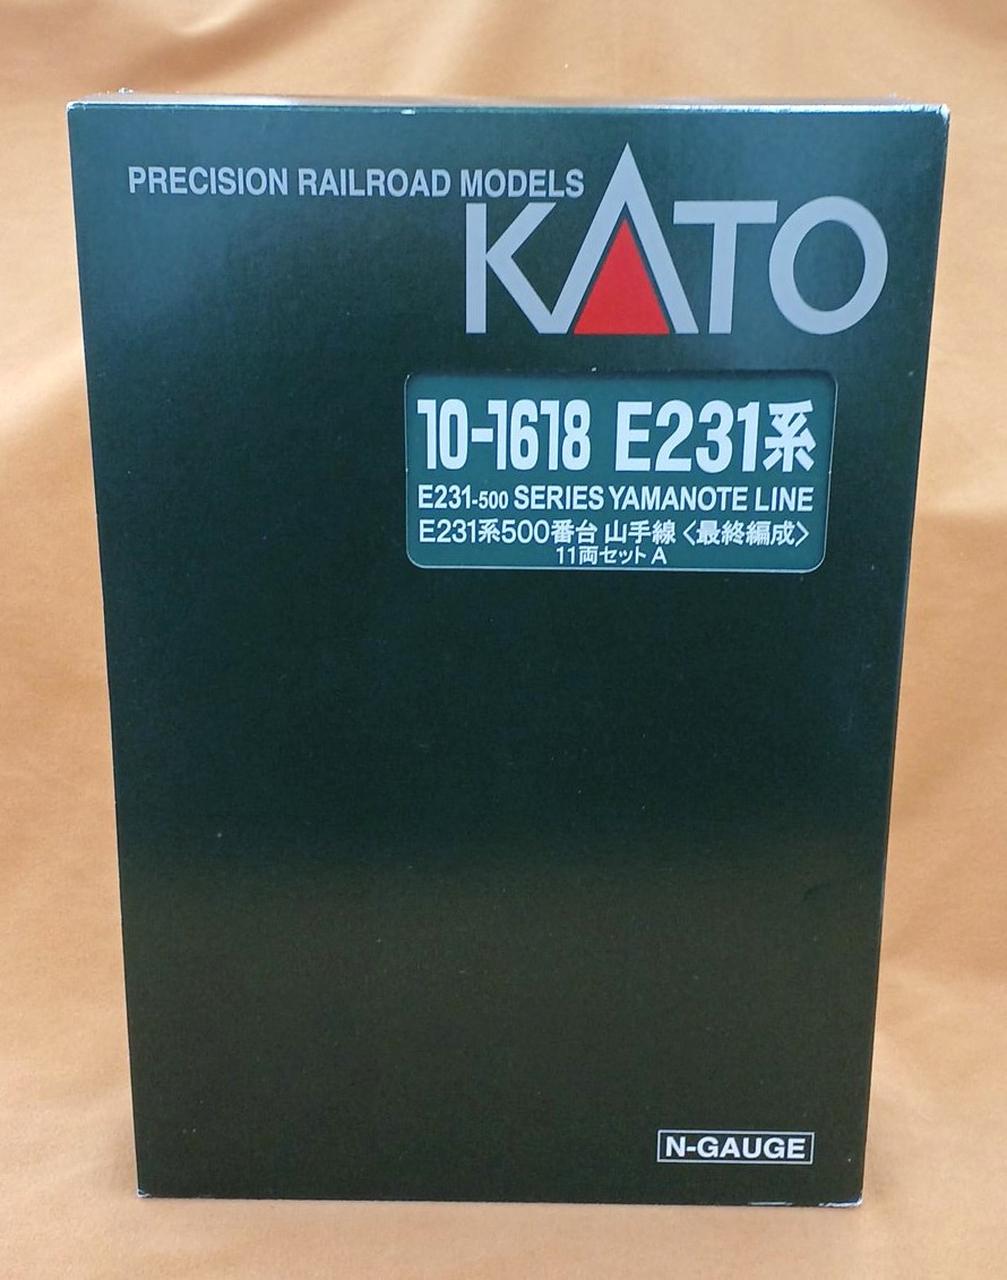 PRECISION RAILROAD MODELS
KATO
10-1618 E231系
E231-500 SERIES YAMANOTE LINE
E231系500番台 山手線〈最終編成〉
11両セット A
N-GAUGE